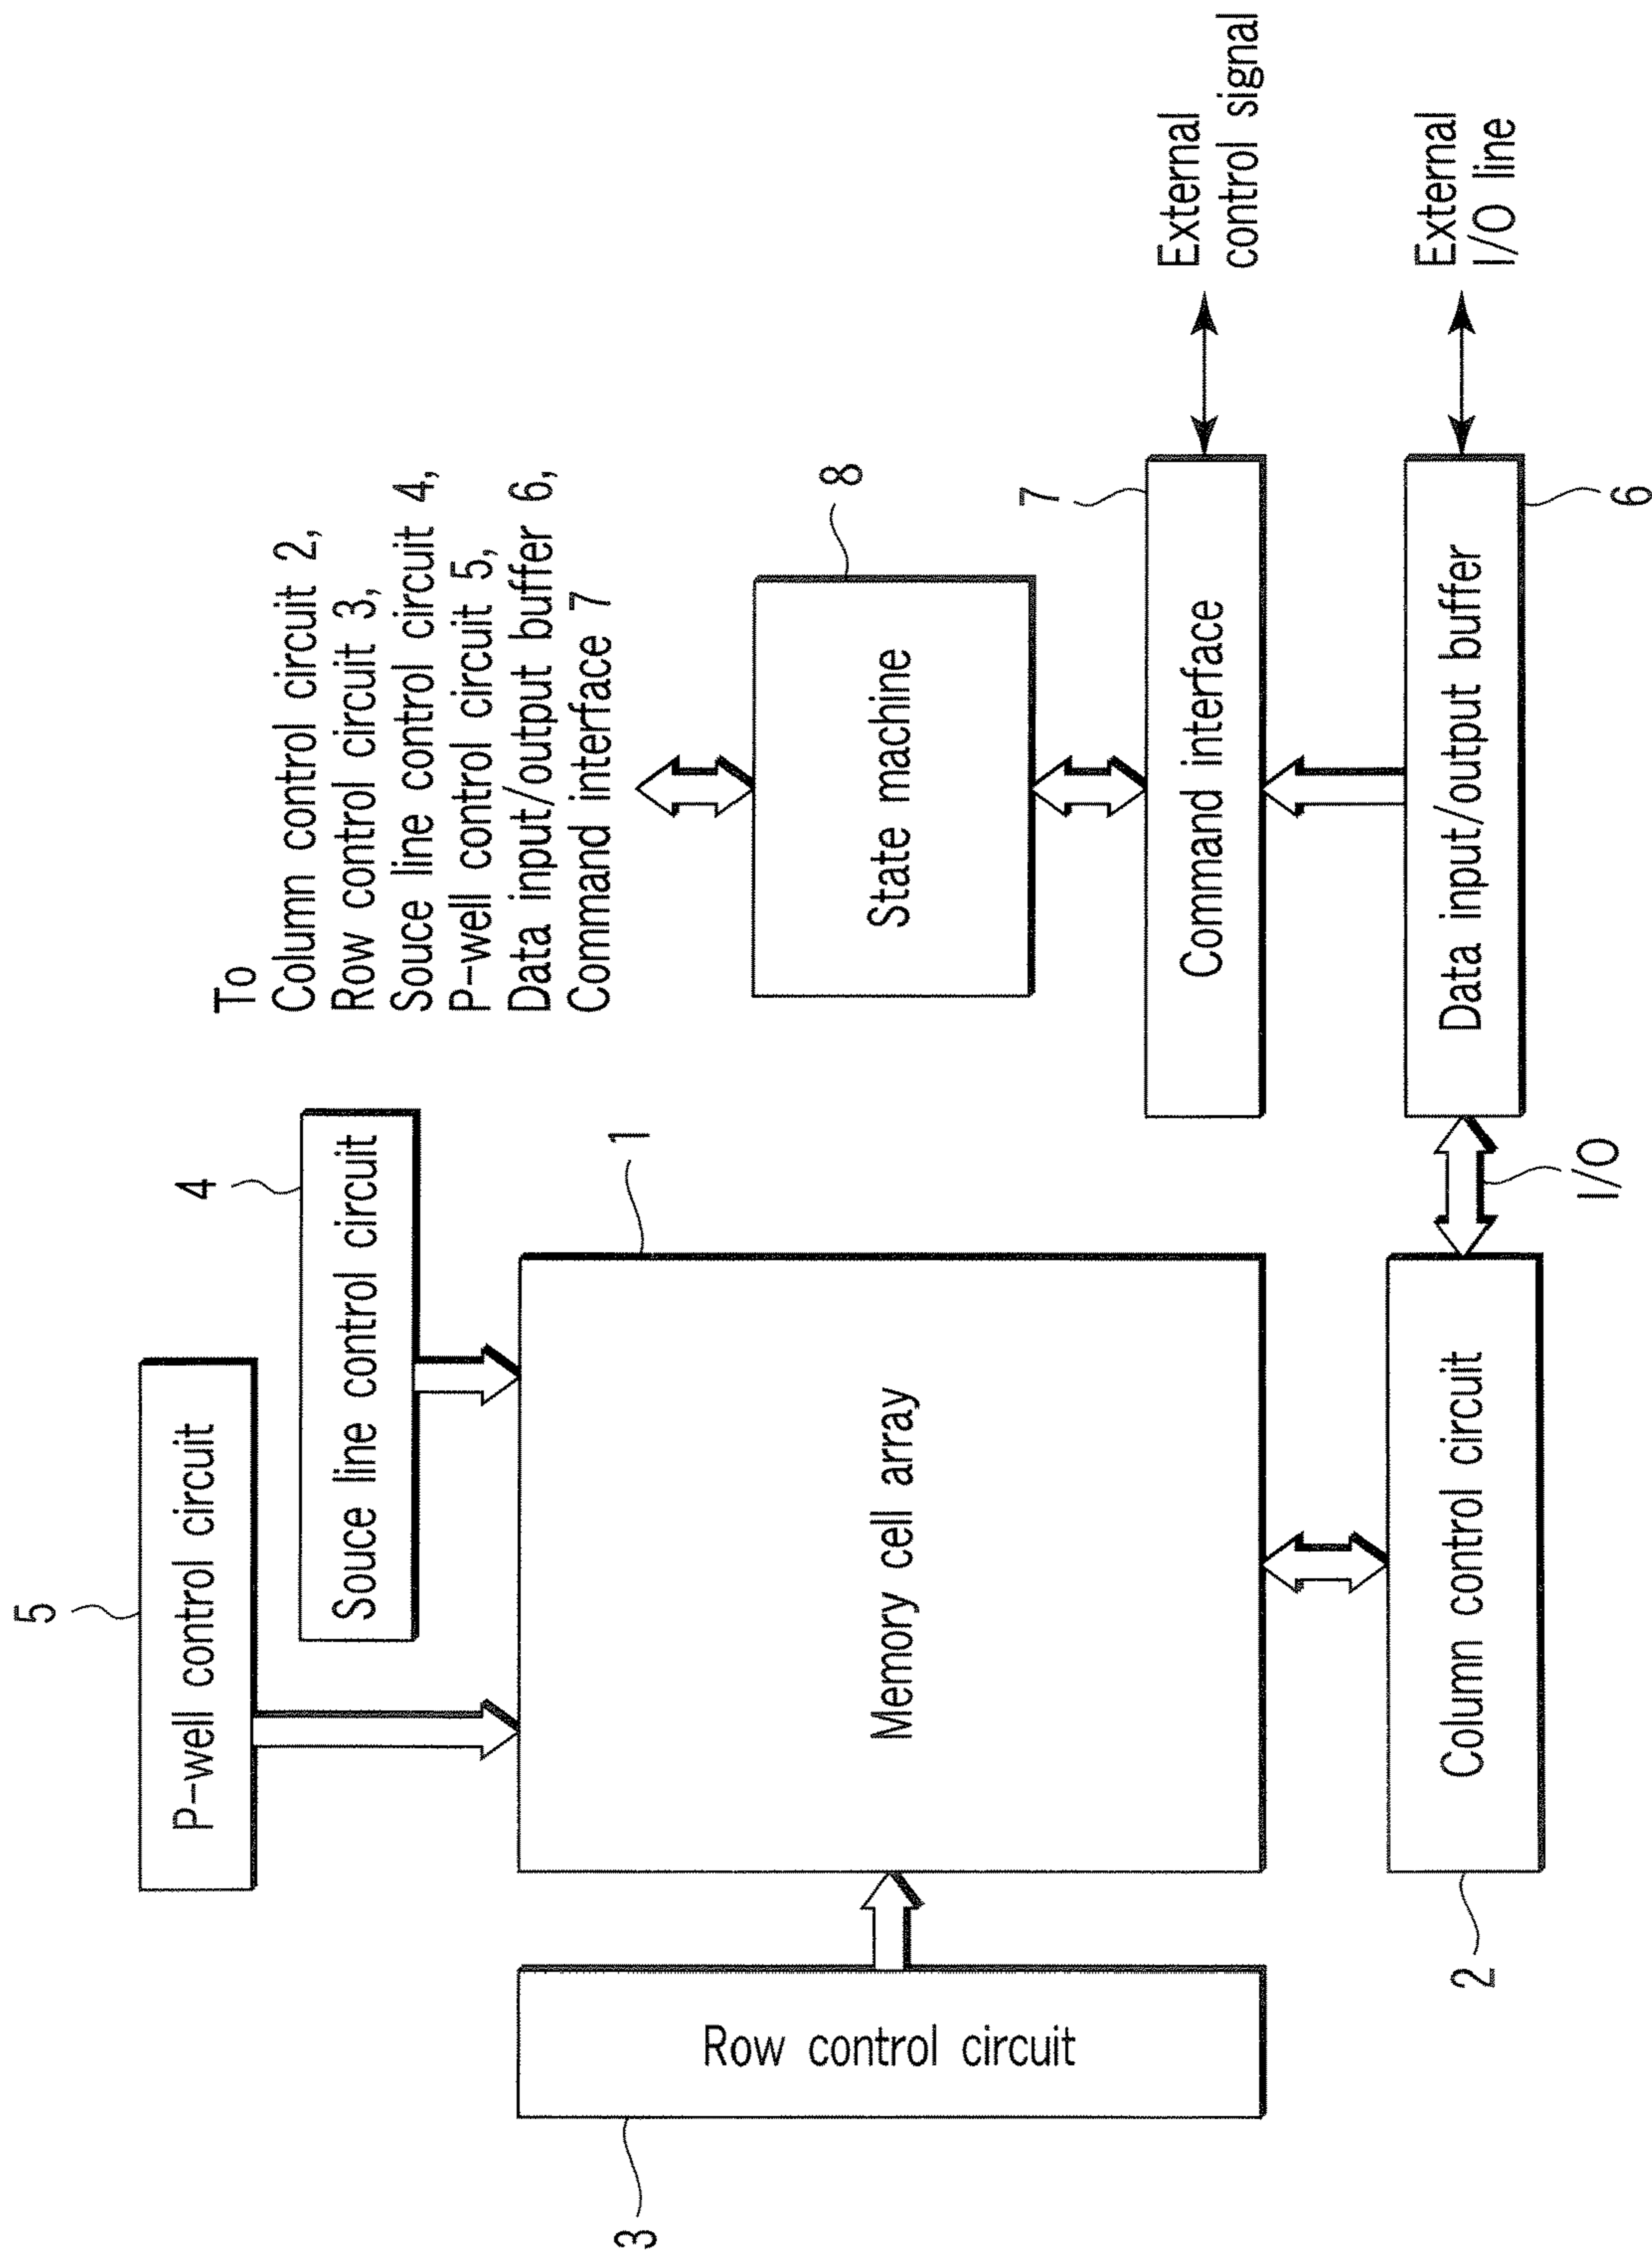 5
P-well control circuit
4
Souce line control circuit
To
Column control circuit 2,
Row control circuit 3,
Souce line control circuit 4,
P-well control circuit 5,
Data input/output buffer 6,
Command interface 7
3
Row control circuit
1
Memory cell array
8
State machine
7
Command interface
External
control signal
2
Column control circuit
I/O
Data input/output buffer
6
External
I/O line